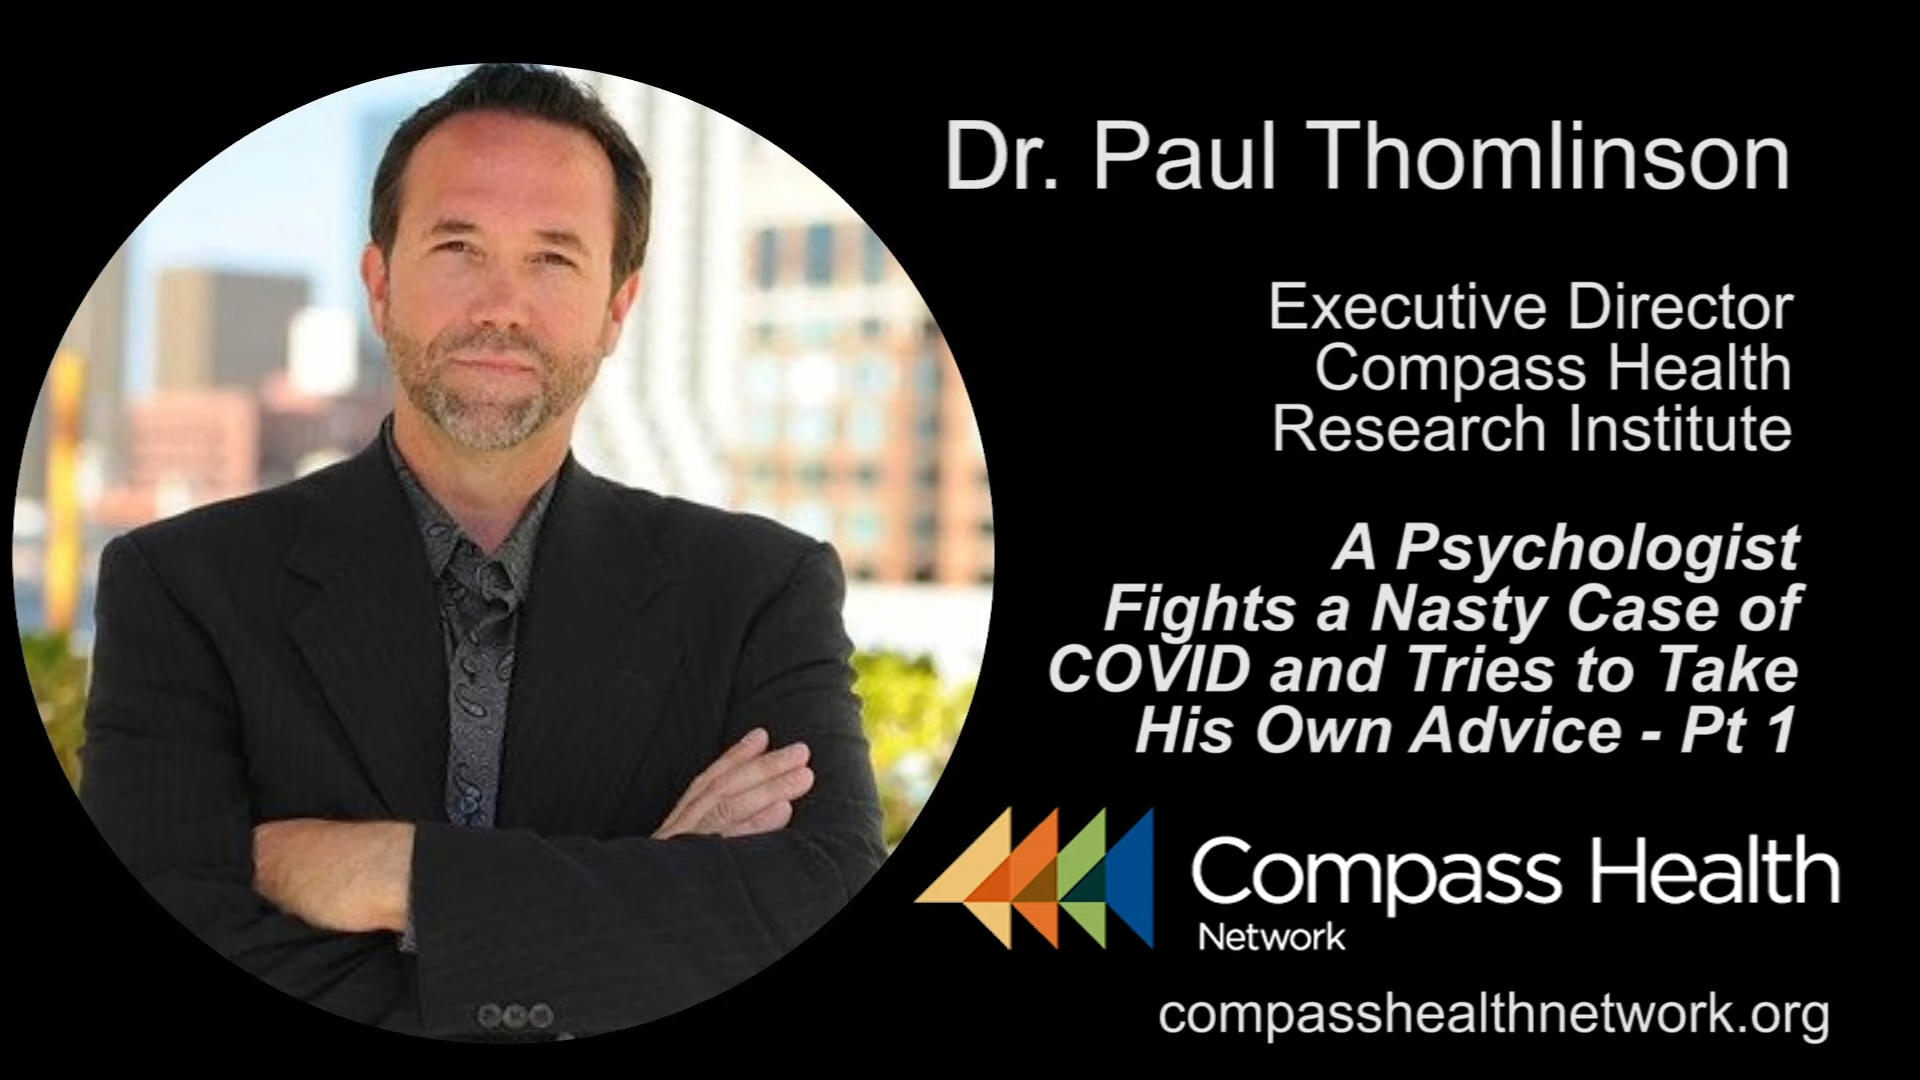 Dr. Paul Thomlinson
Executive Director
Compass Health
Research Institute
A Psychologist
Fights a Nasty Case of
COVID and Tries to Take
His Own Advice - Pt 1
Compass Health
Network
compasshealthnetwork.org